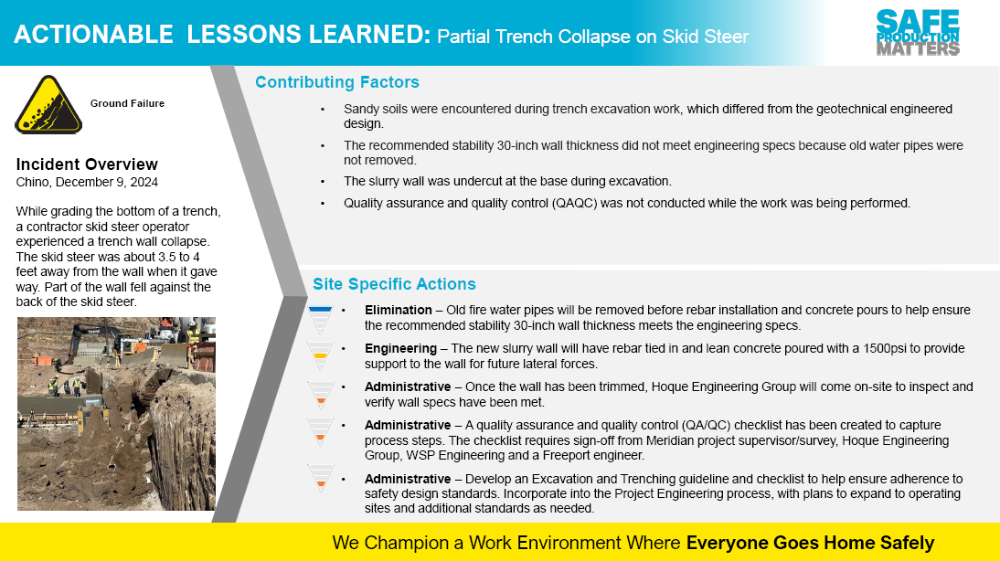 ACTIONABLE LESSONS LEARNED: Partial Trench Collapse on Skid Steer
SAFE
PRODUCTION
MATTERS
Ground Failure
Incident Overview
Chino, December 9, 2024
While grading the bottom of a trench,
a contractor skid steer operator
experienced a trench wall collapse.
The skid steer was about 3.5 to 4
feet away from the wall when it gave
way. Part of the wall fell against the
back of the skid steer.
Contributing Factors
• Sandy soils were encountered during trench excavation work, which differed from the geotechnical engineered
design.
• The recommended stability 30-inch wall thickness did not meet engineering specs because old water pipes were
not removed.
• The slurry wall was undercut at the base during excavation.
• Quality assurance and quality control (QAQC) was not conducted while the work was being performed.
Site Specific Actions
• Elimination – Old fire water pipes will be removed before rebar installation and concrete pours to help ensure
the recommended stability 30-inch wall thickness meets the engineering specs.
• Engineering – The new slurry wall will have rebar tied in and lean concrete poured with a 1500psi to provide
support to the wall for future lateral forces.
• Administrative – Once the wall has been trimmed, Hoque Engineering Group will come on-site to inspect and
verify wall specs have been met.
• Administrative – A quality assurance and quality control (QA/QC) checklist has been created to capture
process steps. The checklist requires sign-off from Meridian project supervisor/survey, Hoque Engineering
Group, WSP Engineering and a Freeport engineer.
• Administrative – Develop an Excavation and Trenching guideline and checklist to help ensure adherence to
safety design standards. Incorporate into the Project Engineering process, with plans to expand to operating
sites and additional standards as needed.
We Champion a Work Environment Where Everyone Goes Home Safely